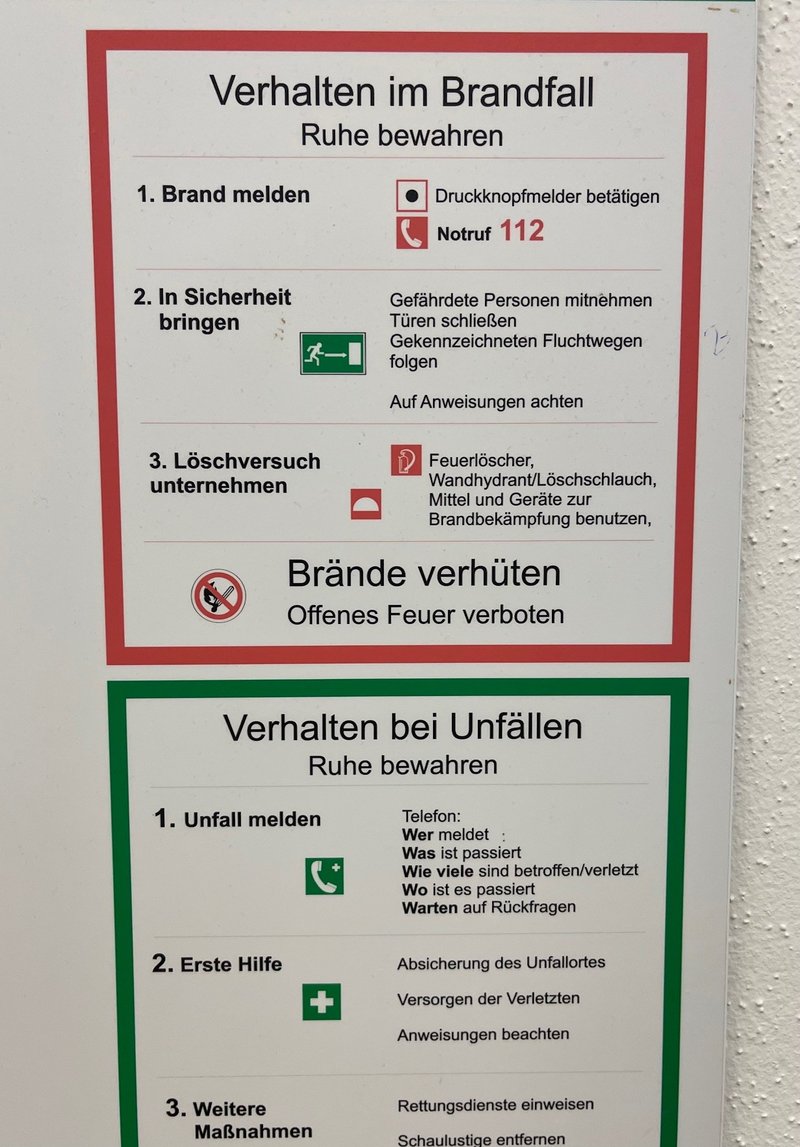 Verhalten im Brandfall
Ruhe bewahren
1. Brand melden
Druckknopfmelder betätigen
Notruf 112
2. In Sicherheit
bringen
Gefährdete Personen mitnehmen
Türen schließen
Gekennzeichneten Fluchtwegen
folgen
Auf Anweisungen achten
3. Löschversuch
unternehmen
Feuerlöscher,
Wandhydrant/Löschschlauch,
Mittel und Geräte zur
Brandbekämpfung benutzen,
Brände verhüten
Offenes Feuer verboten
Verhalten bei Unfällen
Ruhe bewahren
1. Unfall melden
Telefon:
Wer meldet :
Was ist passiert
Wie viele sind betroffen/verletzt
Wo ist es passiert
Warten auf Rückfragen
2. Erste Hilfe
Absicherung des Unfallortes
Versorgen der Verletzten
Anweisungen beachten
3. Weitere
Maßnahmen
Rettungsdienste einweisen
Schaulustige entfernen